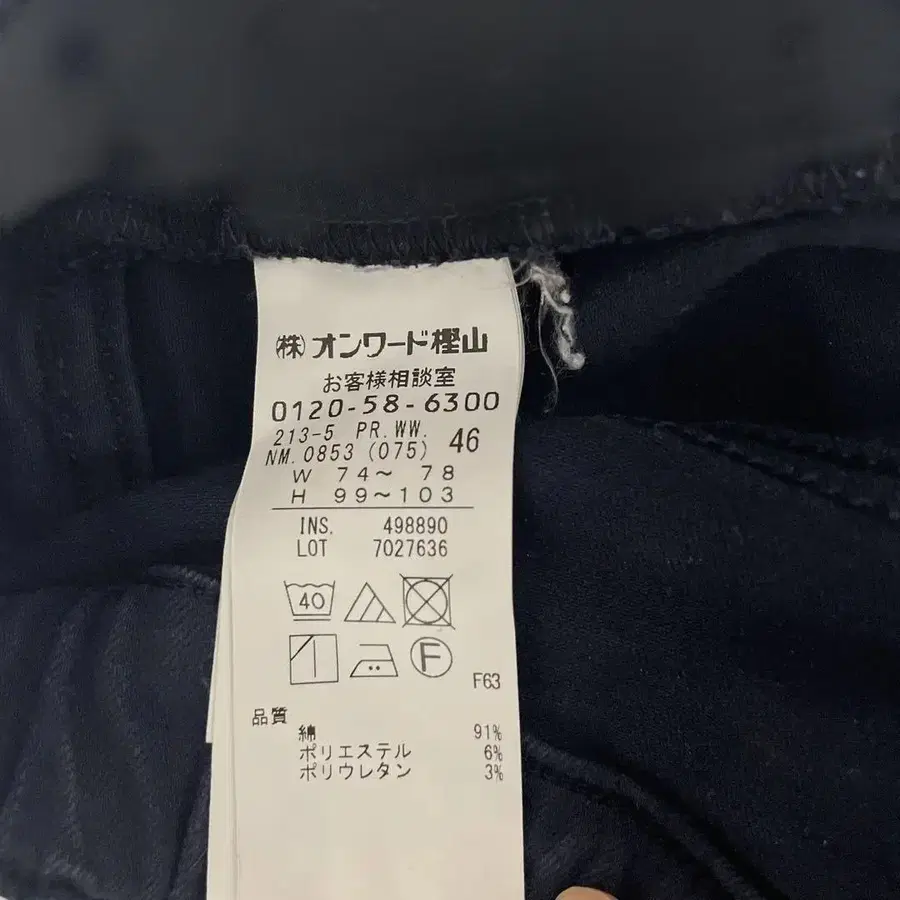 ㈱オンワード樫山
お客様相談室
0120-58-6300
213-5 PR.WW. 46
NM.0853 (075)
W 74～ 78
H 99～103
INS. 498890
LOT 7027636
40
F
F63
品質
綿 91%
ポリエステル 6%
ポリウレタン 3%